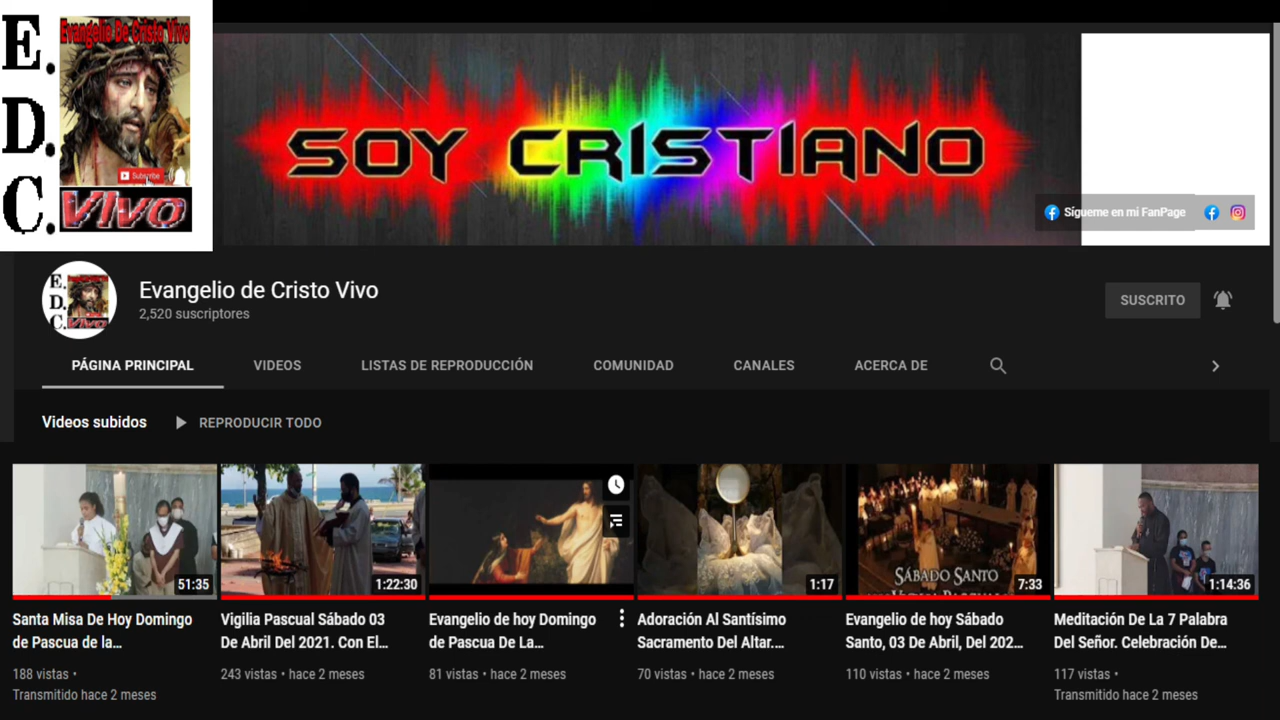 E.
D.
C.
Evangelio De Cristo Vivo
Subscribe
Vivo
SOY CRISTIANO
Sígueme en mi FanPage
E.
D.
C.
Vivo
Evangelio de Cristo Vivo
2,520 suscriptores
SUSCRITO
PÁGINA PRINCIPAL VIDEOS LISTAS DE REPRODUCCIÓN COMUNIDAD CANALES ACERCA DE
Videos subidos REPRODUCIR TODO
51:35
1:22:30
1:17
SÁBADO SANTO
7:33
1:14:36
Santa Misa De Hoy Domingo
de Pascua de la...
188 vistas •
Transmitido hace 2 meses
Vigilia Pascual Sábado 03
De Abril Del 2021. Con El...
243 vistas • hace 2 meses
Evangelio de hoy Domingo
de Pascua De La...
81 vistas • hace 2 meses
Adoración Al Santísimo
Sacramento Del Altar....
70 vistas • hace 2 meses
Evangelio de hoy Sábado
Santo, 03 De Abril, Del 202...
110 vistas • hace 2 meses
Meditación De La 7 Palabra
Del Señor. Celebración De...
117 vistas •
Transmitido hace 2 meses